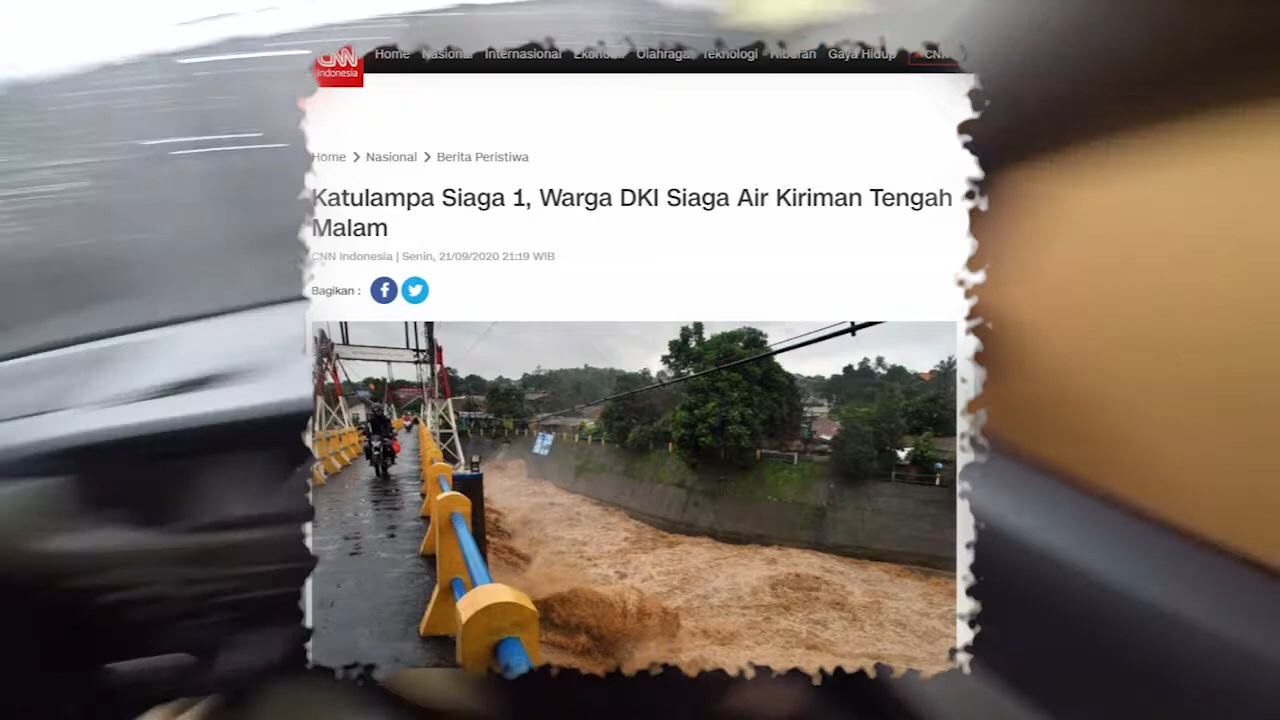 CNN
Indonesia
Home Nasional Internasional Ekonomi Olahraga Teknologi Hiburan Gaya Hidup CNN
Home > Nasional > Berita Peristiwa
Katulampa Siaga 1, Warga DKI Siaga Air Kiriman Tengah
Malam
CNN Indonesia | Senin, 21/09/2020 21:19 WIB
Bagikan :